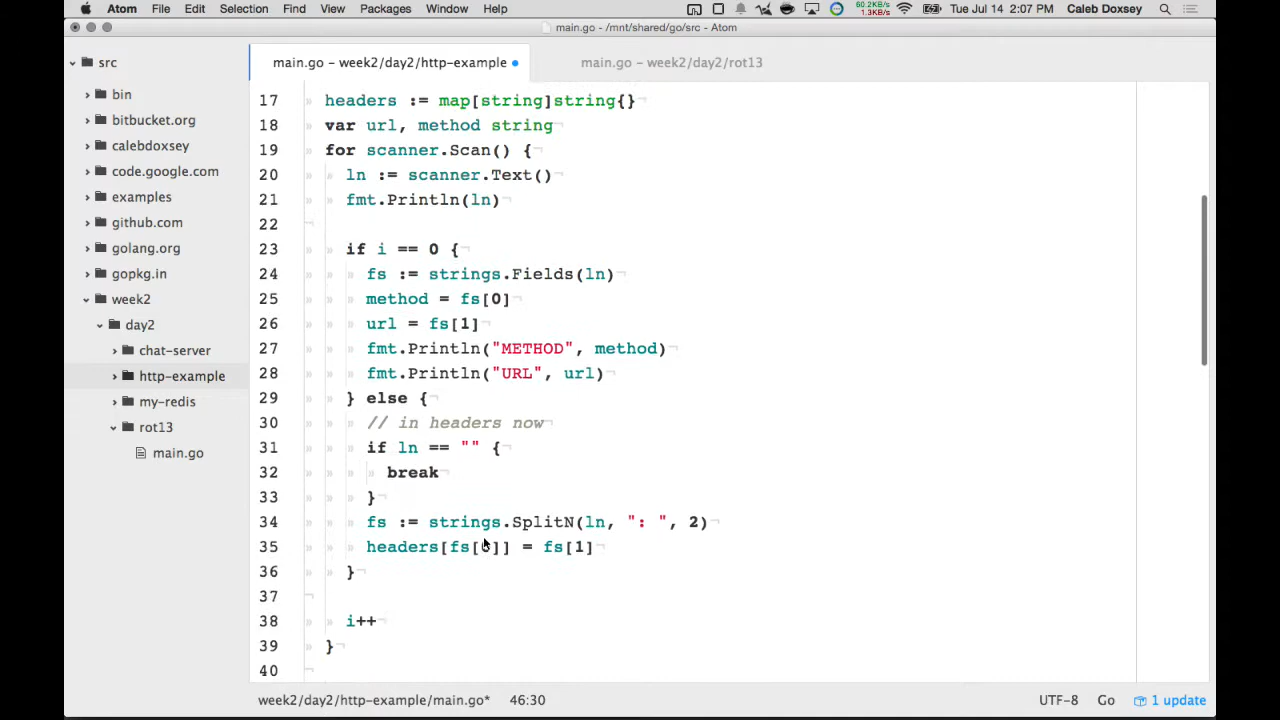 Atom File Edit Selection Find View Packages Window Help 60.2KB/s 1.3KB/s Tue Jul 14 2:07 PM Caleb Doxsey
main.go - /mnt/shared/go/src - Atom
src
main.go – week2/day2/http-example
main.go – week2/day2/rot13
bin
bitbucket.org
calebdoxsey
code.google.com
examples
github.com
golang.org
gopkg.in
week2
day2
chat-server
http-example
my-redis
rot13
main.go
17 headers := map[string]string{}
18 var url, method string
19 for scanner.Scan() {
20 ln := scanner.Text()
21 fmt.Println(ln)
22
23 if i == 0 {
24 fs := strings.Fields(ln)
25 method = fs[0]
26 url = fs[1]
27 fmt.Println("METHOD", method)
28 fmt.Println("URL", url)
29 } else {
30 // in headers now
31 if ln == "" {
32 break
33 }
34 fs := strings.SplitN(ln, ": ", 2)
35 headers[fs[0]] = fs[1]
36 }
37
38 i++
39 }
40
week2/day2/http-example/main.go* 46:30 UTF-8 Go 1 update